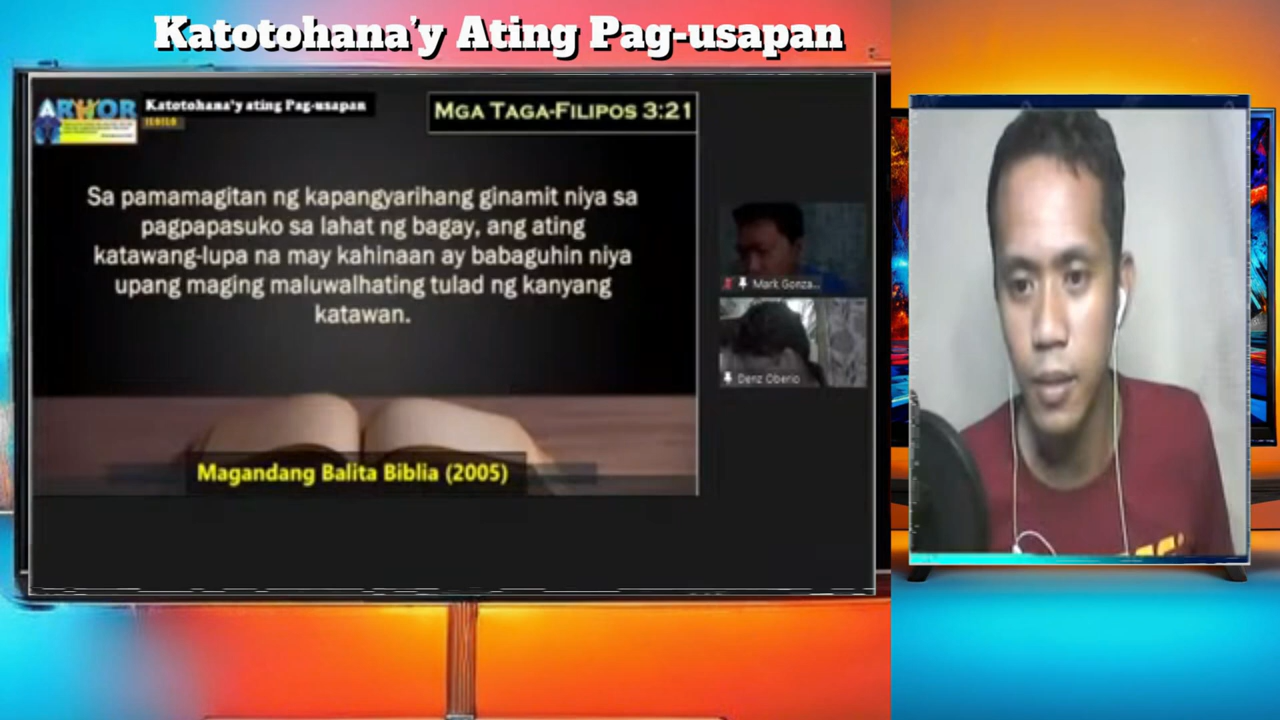 Katotohana'y Ating Pag-usapan
ARWOR
Katotohana'y ating Pag-usapan
MGA TAGA-FILIPOS 3:21
Sa pamamagitan ng kapangyarihang ginamit niya sa
pagpapasuko sa lahat ng bagay, ang ating
katawang-lupa na may kahinaan ay babaguhin niya
upang maging maluwalhating tulad ng kanyang
katawan.
Mark Gonza...
Denz Oberio
Magandang Balita Biblia (2005)